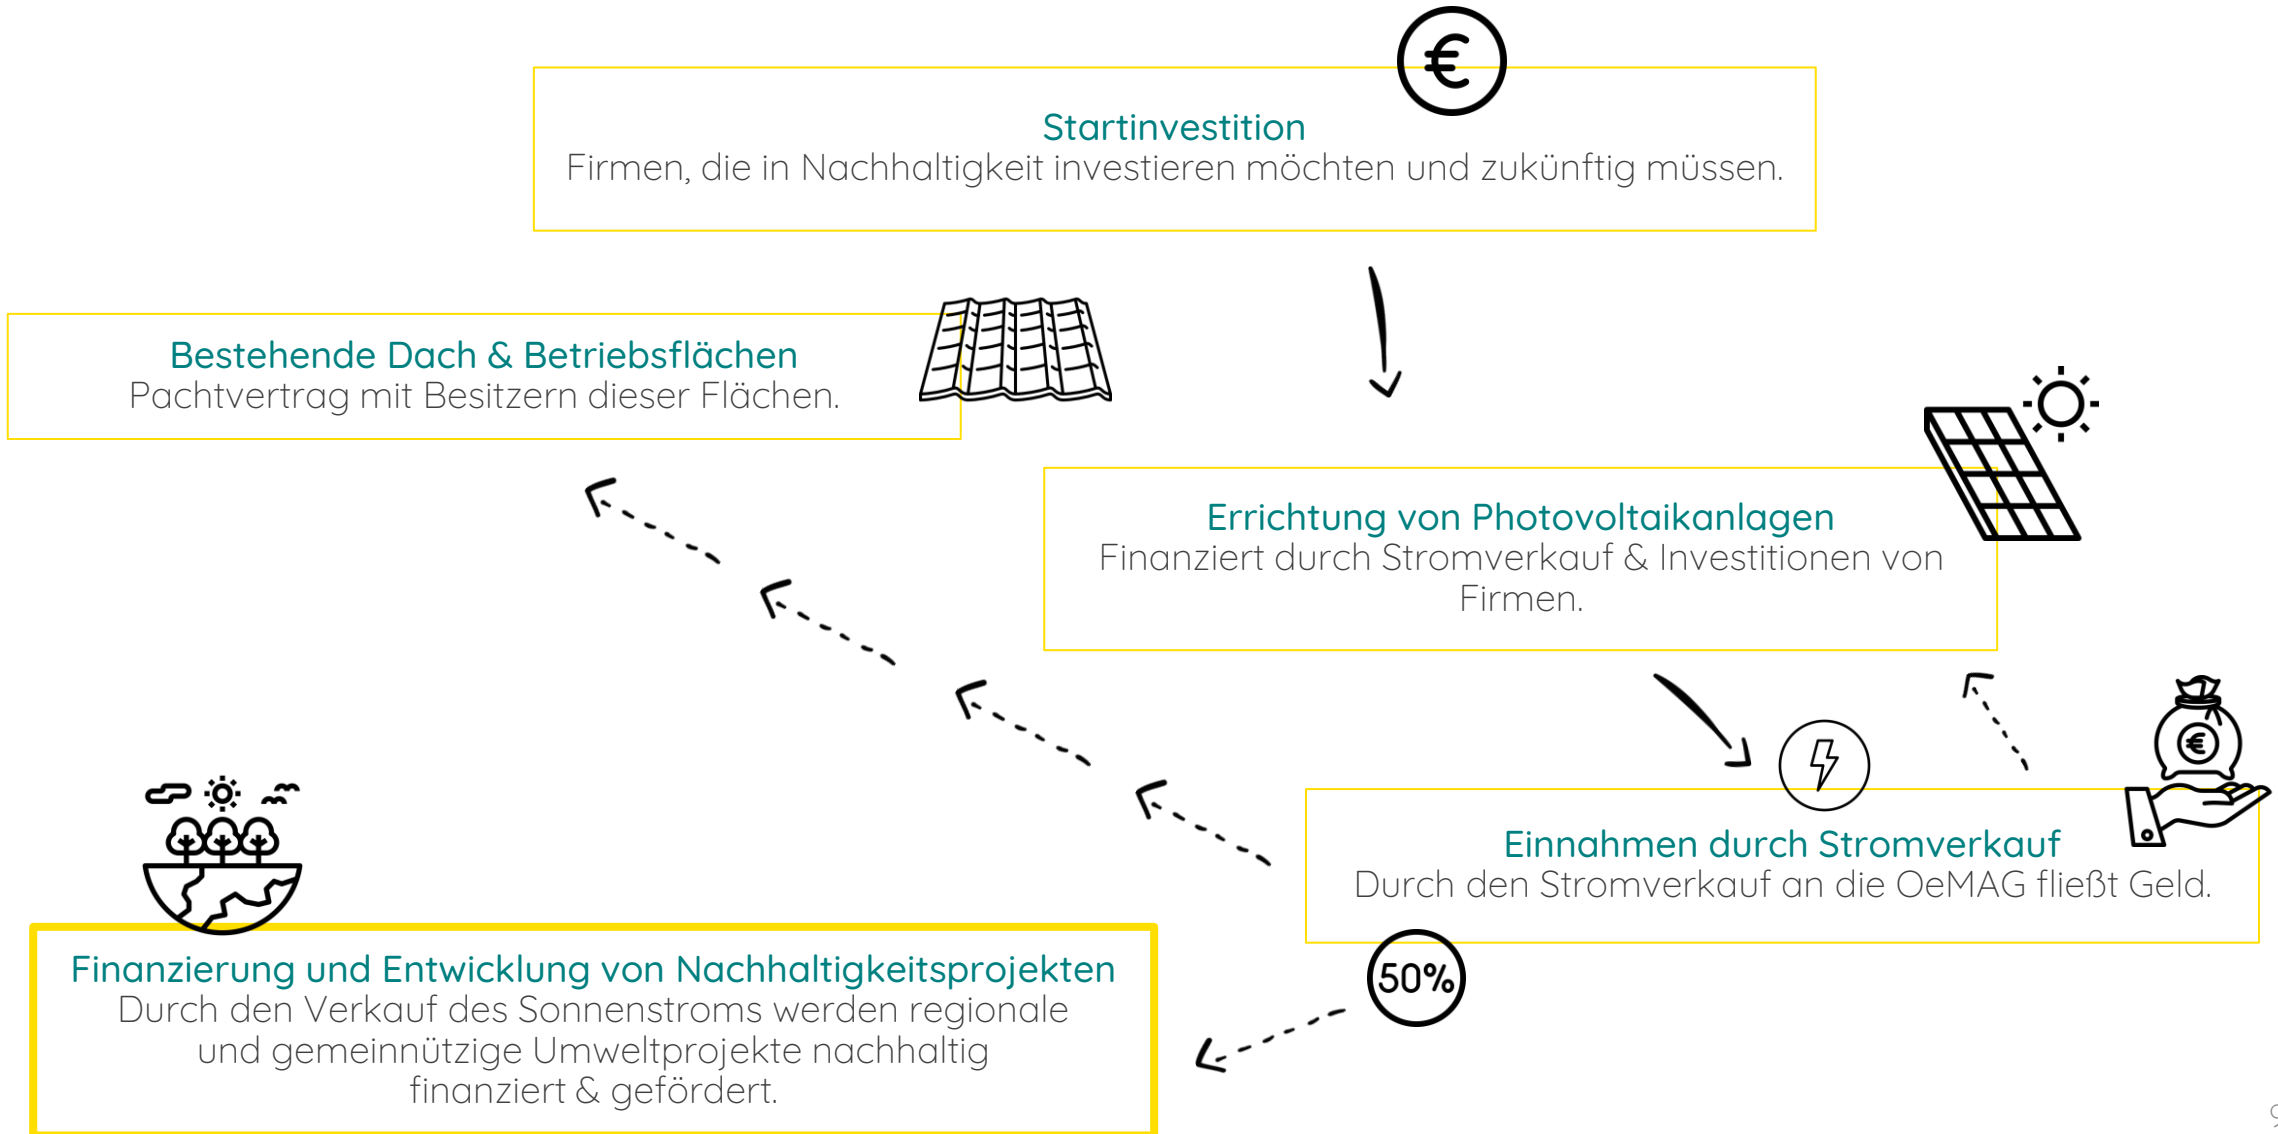 €
Startinvestition
Firmen, die in Nachhaltigkeit investieren möchten und zukünftig müssen.
Bestehende Dach & Betriebsflächen
Pachtvertrag mit Besitzern dieser Flächen.
Errichtung von Photovoltaikanlagen
Finanziert durch Stromverkauf & Investitionen von
Firmen.
€
Einnahmen durch Stromverkauf
Durch den Stromverkauf an die OeMAG fließt Geld.
50%
Finanzierung und Entwicklung von Nachhaltigkeitsprojekten
Durch den Verkauf des Sonnenstroms werden regionale
und gemeinnützige Umweltprojekte nachhaltig
finanziert & gefördert.